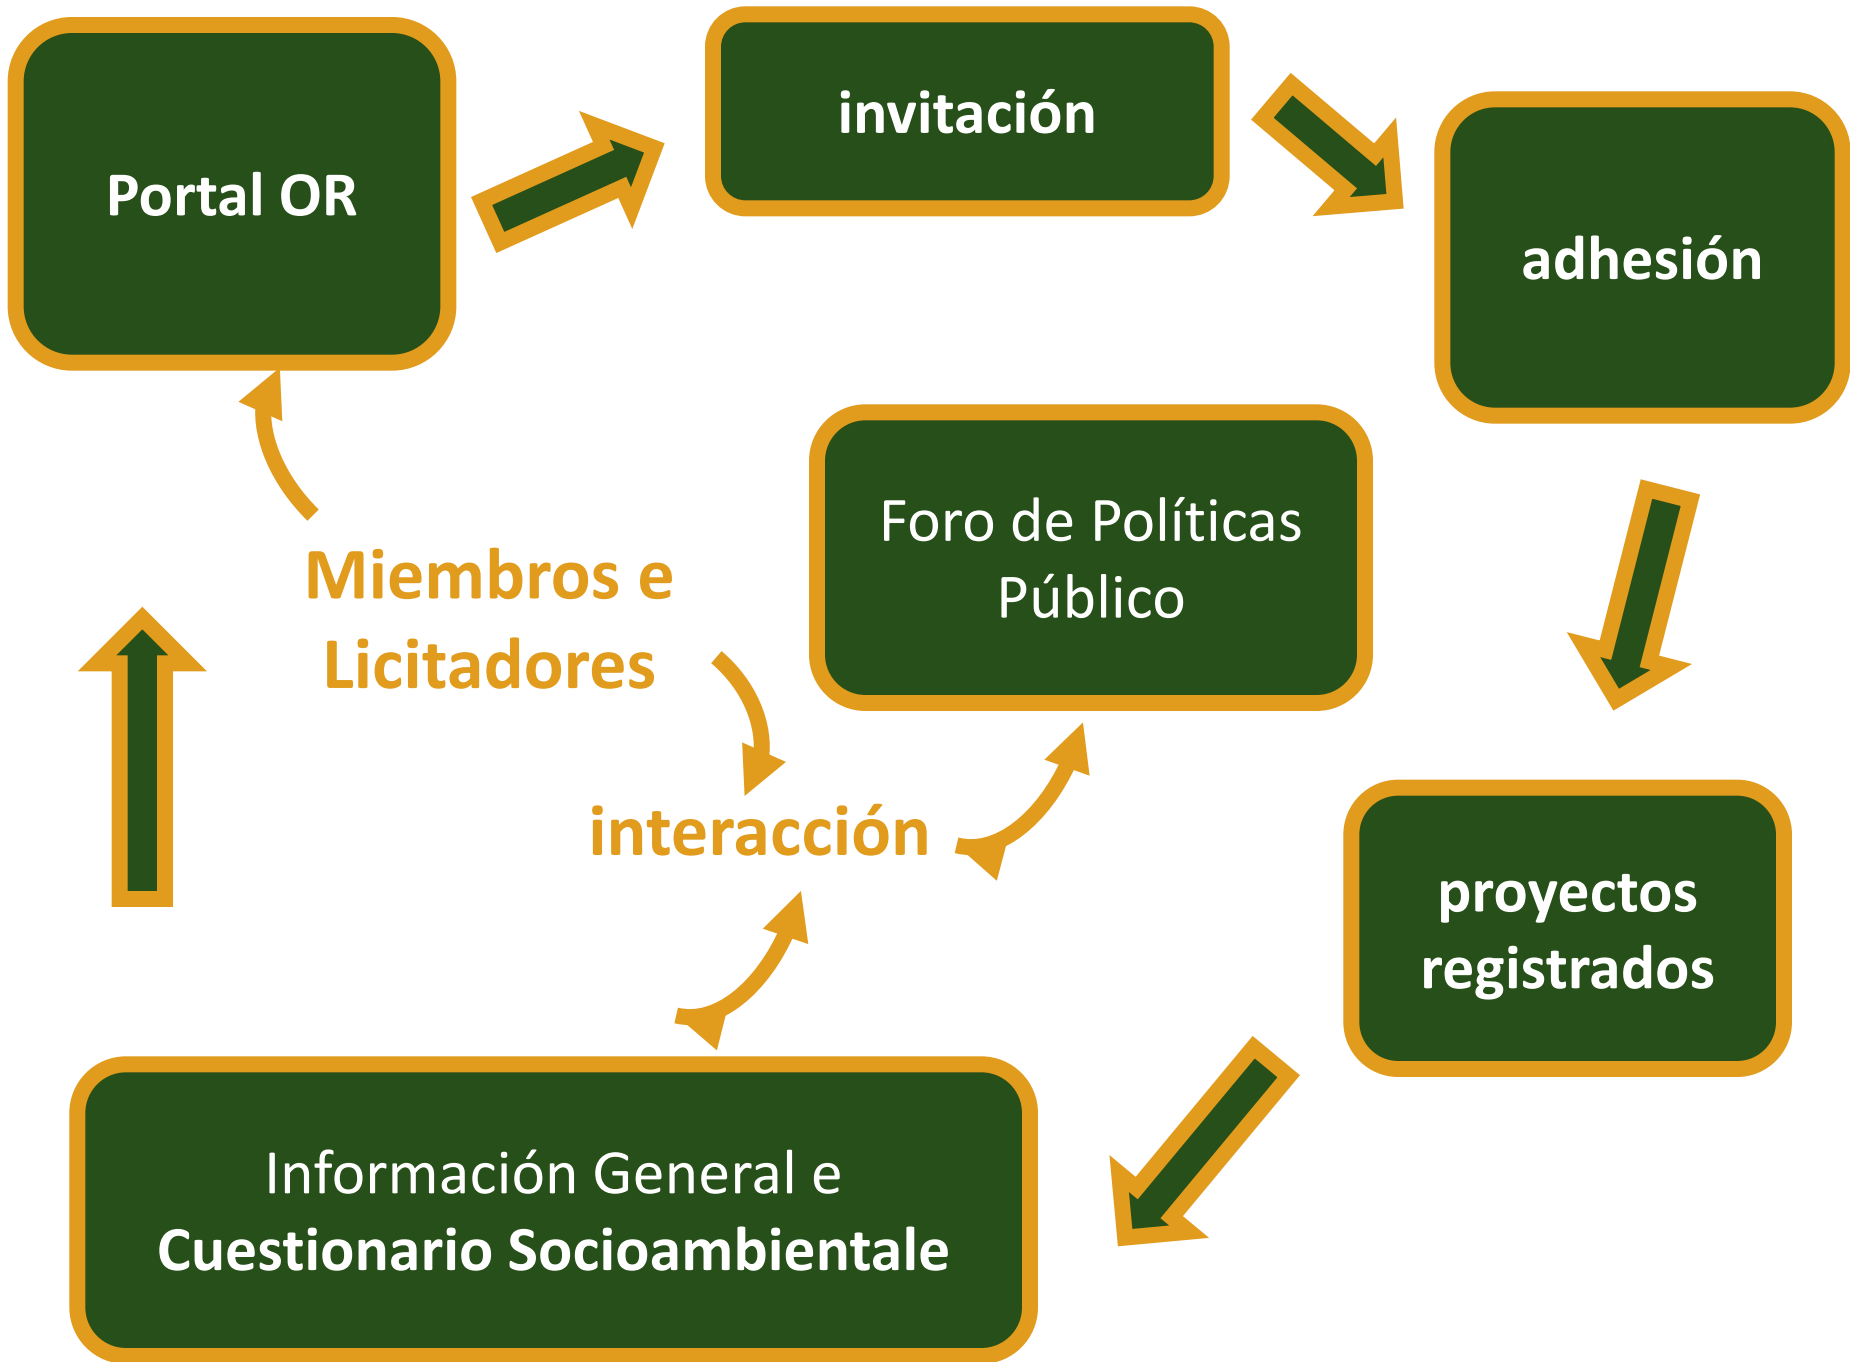 Portal OR
invitación
adhesión
Foro de Políticas
Público
Miembros e
Licitadores
interacción
proyectos
registrados
Información General e
Cuestionario Socioambientale